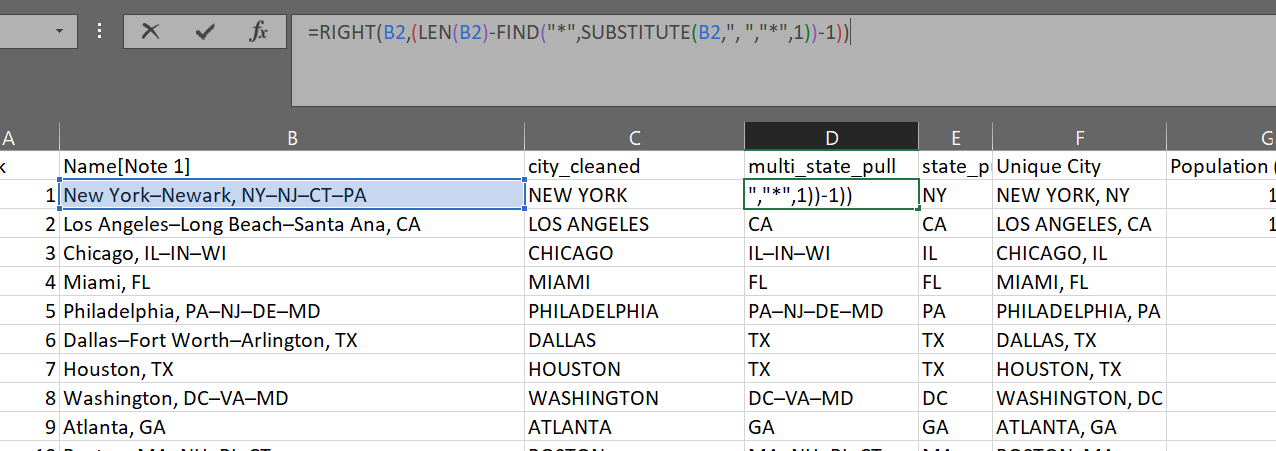 fx =RIGHT(B2,(LEN(B2)-FIND("*",SUBSTITUTE(B2,", ","*",1))-1))
A B C D E F G
Name[Note 1] city_cleaned multi_state_pull state_p Unique City Population (
1 New York–Newark, NY–NJ–CT–PA NEW YORK ","*",1))-1)) NY NEW YORK, NY 1
2 Los Angeles–Long Beach–Santa Ana, CA LOS ANGELES CA CA LOS ANGELES, CA 1
3 Chicago, IL–IN–WI CHICAGO IL–IN–WI IL CHICAGO, IL
4 Miami, FL MIAMI FL FL MIAMI, FL
5 Philadelphia, PA–NJ–DE–MD PHILADELPHIA PA–NJ–DE–MD PA PHILADELPHIA, PA
6 Dallas–Fort Worth–Arlington, TX DALLAS TX TX DALLAS, TX
7 Houston, TX HOUSTON TX TX HOUSTON, TX
8 Washington, DC–VA–MD WASHINGTON DC–VA–MD DC WASHINGTON, DC
9 Atlanta, GA ATLANTA GA GA ATLANTA, GA